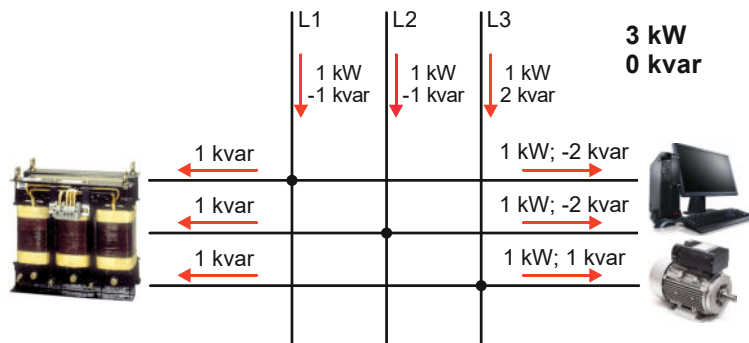 L1
L2
L3
3 kW
0 kvar
1 kW
-1 kvar
1 kW
-1 kvar
1 kW
2 kvar
1 kvar
1 kW; -2 kvar
1 kvar
1 kW; -2 kvar
1 kvar
1 kW; 1 kvar